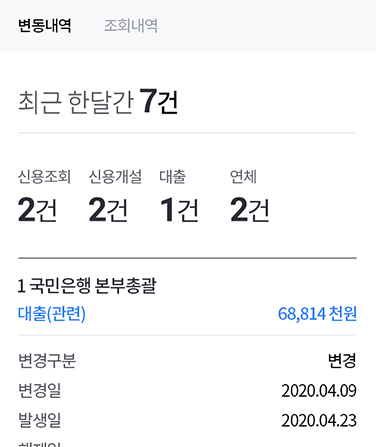 변동내역 조회내역
최근 한달간 7건
신용조회 신용개설 대출 연체
2건 2건 1건 2건
1 국민은행 본부총괄
대출(관련) 68,814 천원
변경구분 변경
변경일 2020.04.09
발생일 2020.04.23